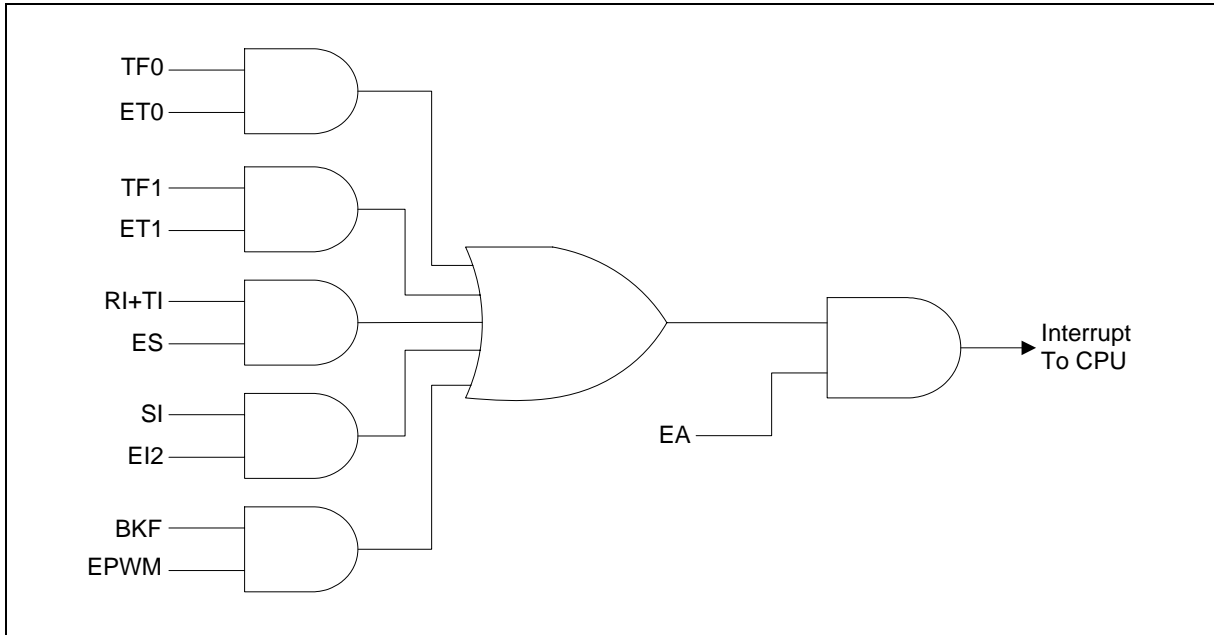 TF0
ET0
TF1
ET1
RI+TI
ES
SI
EI2
BKF
EPWM
EA
Interrupt
To CPU